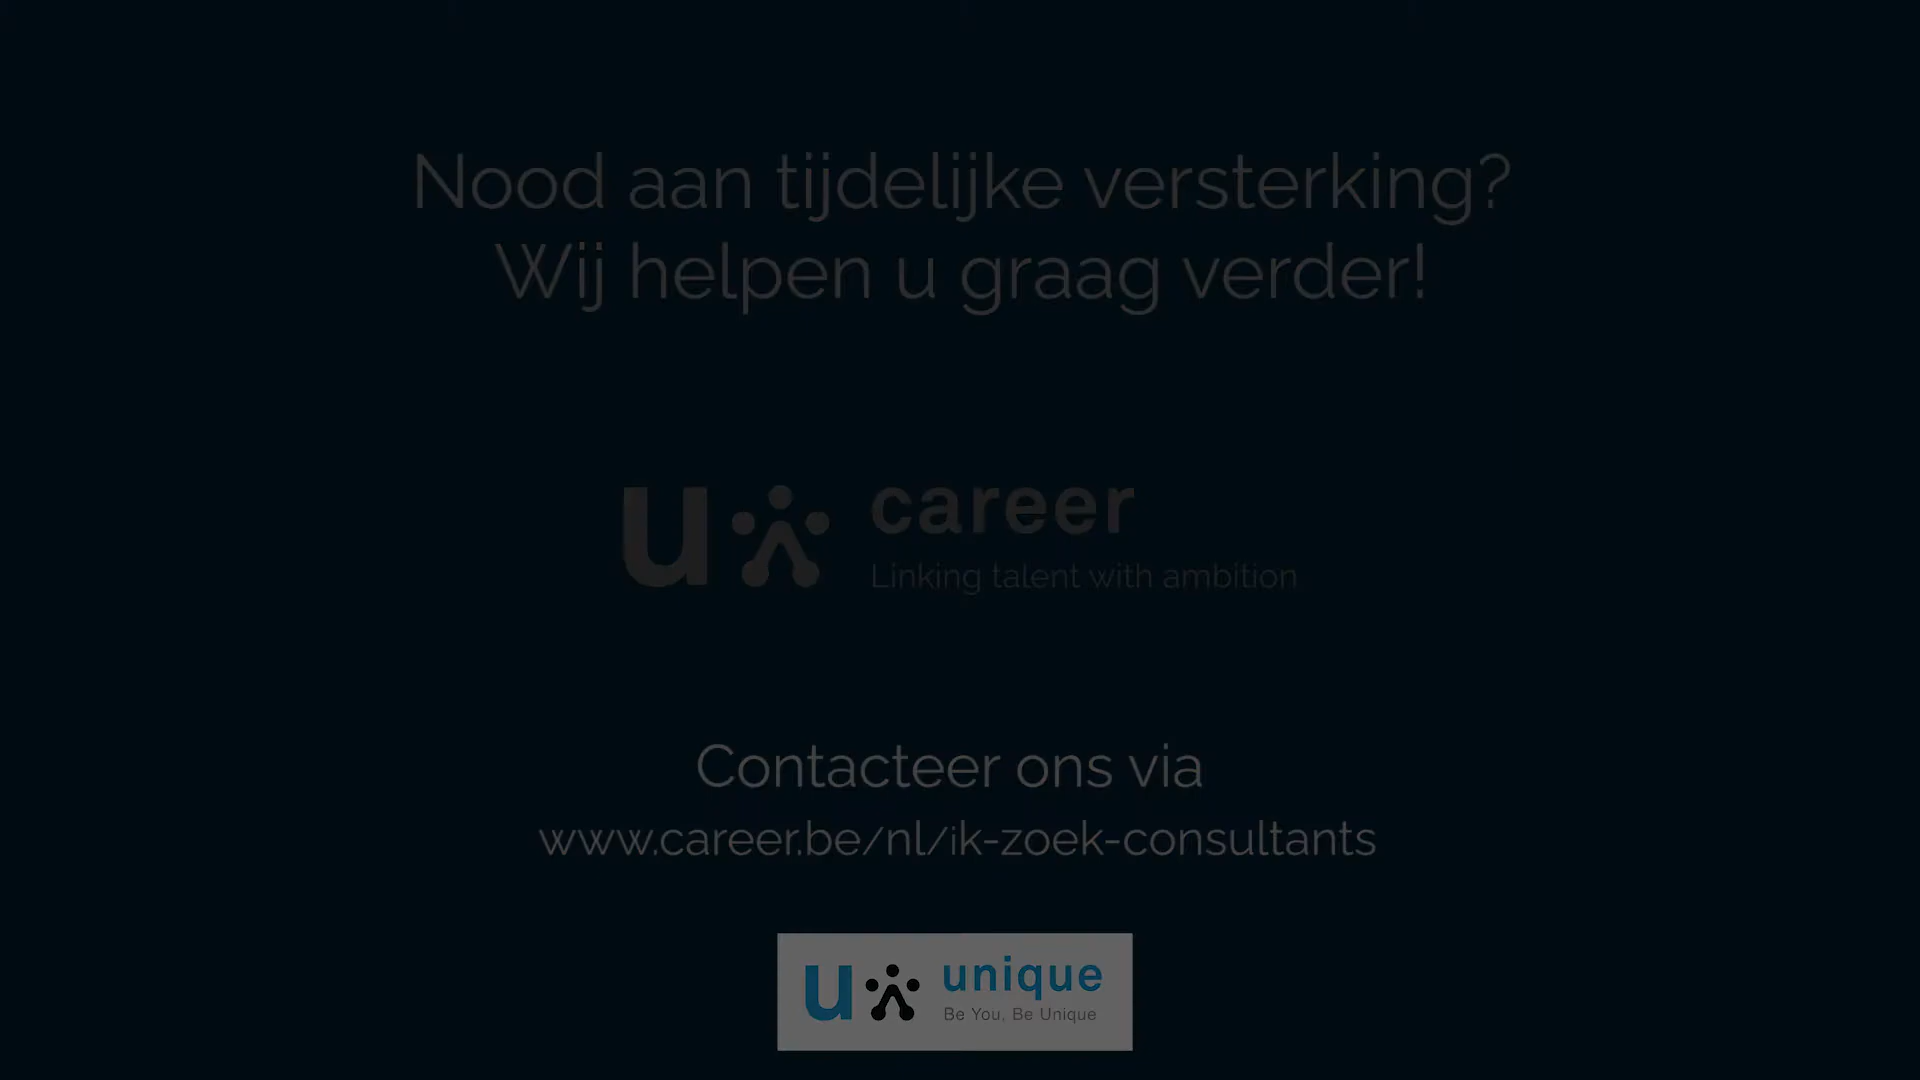 Nood aan tijdelijke versterking?
Wij helpen u graag verder!
u career
Linking talent with ambition
Contacteer ons via
www.career.be/nl/ik-zoek-consultants
u unique
Be You, Be Unique